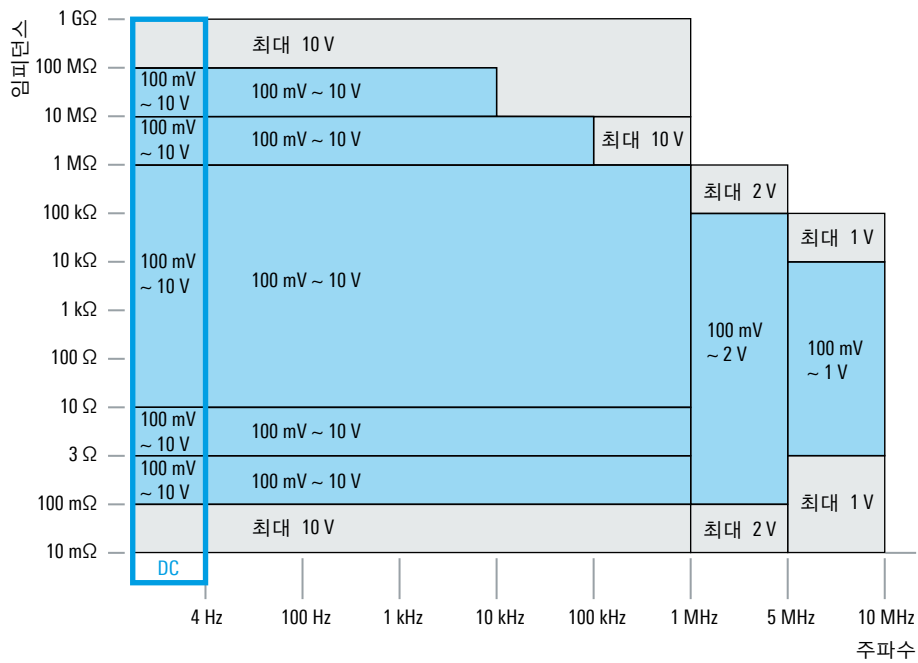 임피던스
1 GΩ
100 MΩ
10 MΩ
1 MΩ
100 kΩ
10 kΩ
1 kΩ
100 Ω
10 Ω
3 Ω
100 mΩ
10 mΩ
최대 10 V
100 mV
~ 10 V
100 mV ~ 10 V
100 mV
~ 10 V
100 mV ~ 10 V
최대 10 V
최대 2 V
최대 1 V
100 mV
~ 10 V
100 mV ~ 10 V
100 mV
~ 2 V
100 mV
~ 1 V
100 mV
~ 10 V
100 mV ~ 10 V
100 mV
~ 10 V
100 mV ~ 10 V
최대 10 V
최대 2 V
최대 1 V
DC
4 Hz
100 Hz
1 kHz
10 kHz
100 kHz
1 MHz
5 MHz
10 MHz
주파수